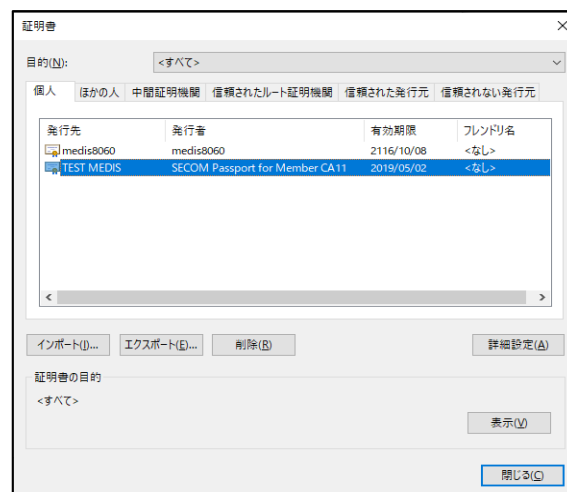 証明書
目的(N): <すべて>
個人 ほかの人 中間証明機関 信頼されたルート証明機関 信頼された発行元 信頼されない発行元
発行先 発行者 有効期限 フレンドリ名
medis8060 medis8060 2116/10/08 <なし>
TEST MEDIS SECOM Passport for Member CA11 2019/05/02 <なし>
インポート(I)... エクスポート(E)... 削除(R) 詳細設定(A)
証明書の目的
<すべて>
表示(V)
閉じる(C)